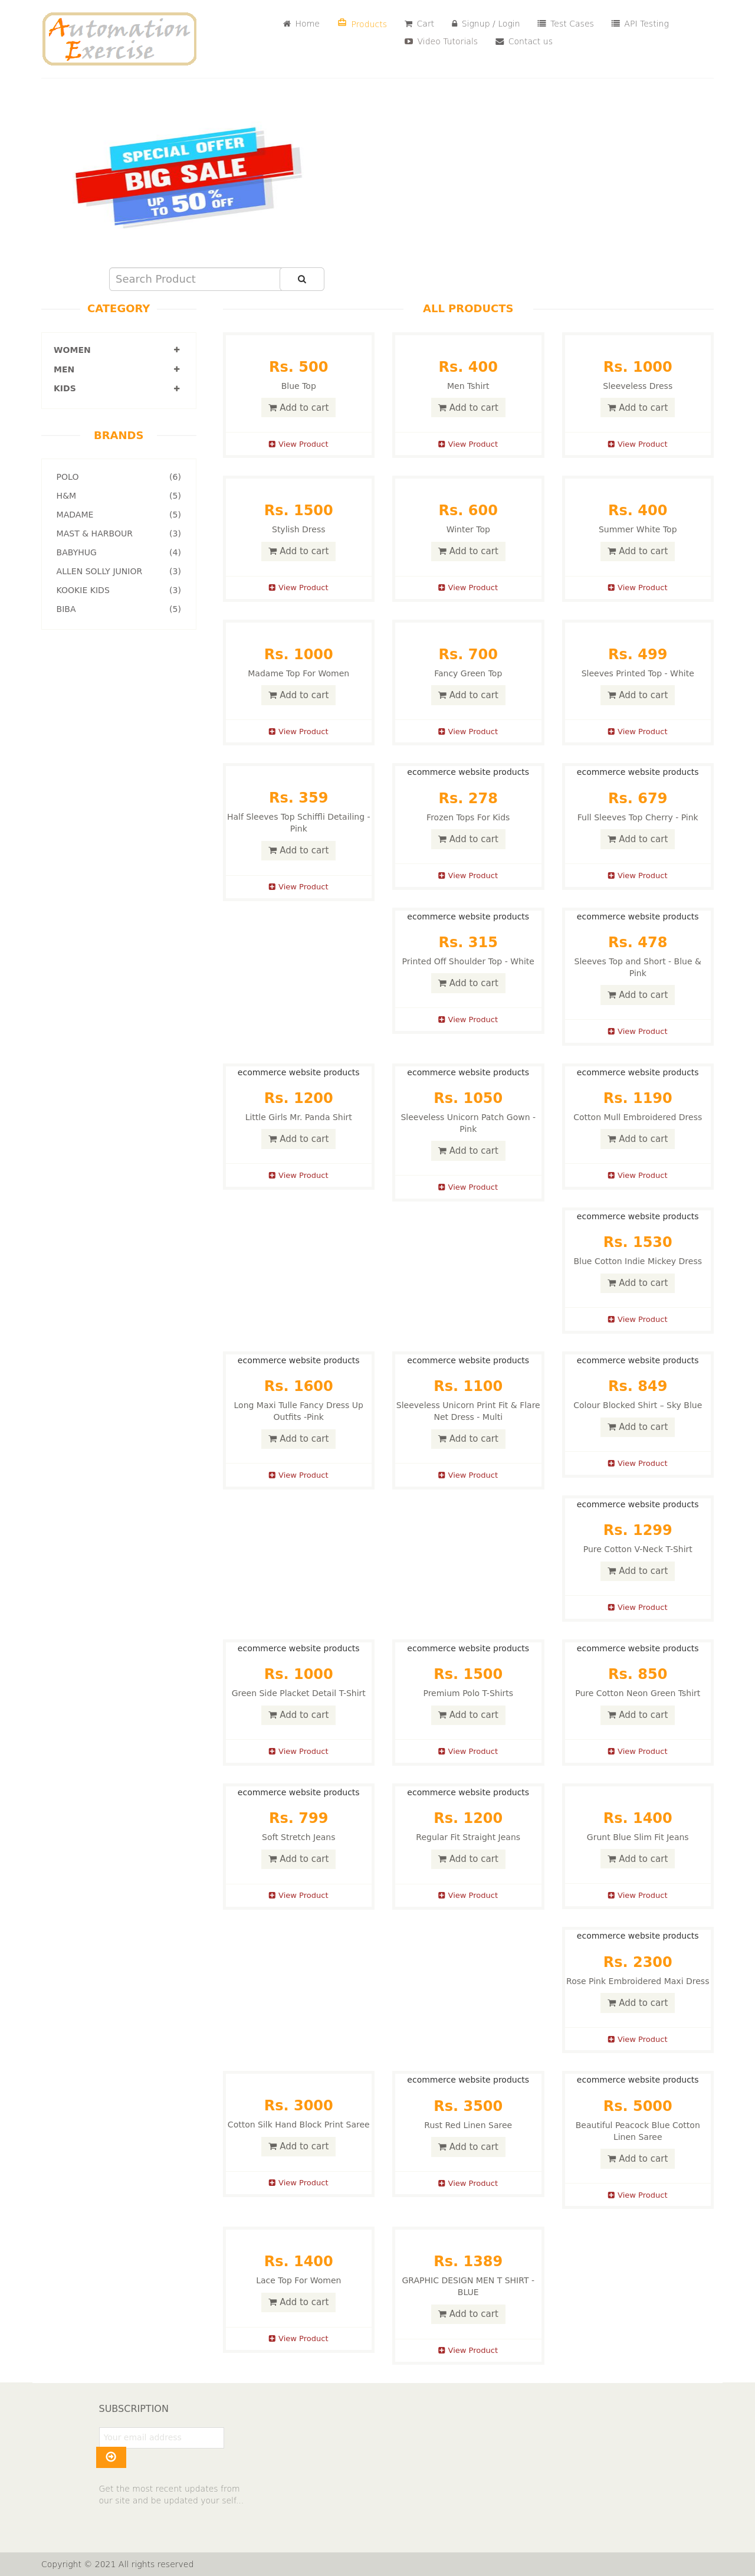 Automation
Exercise
Home
Products
Cart
Signup / Login
Test Cases
API Testing
Video Tutorials
Contact us
SPECIAL OFFER
BIG SALE
UP TO 50% OFF
Search Product
CATEGORY
WOMEN
MEN
KIDS
BRANDS
POLO (6)
H&M (5)
MADAME (5)
MAST & HARBOUR (3)
BABYHUG (4)
ALLEN SOLLY JUNIOR (3)
KOOKIE KIDS (3)
BIBA (5)
ALL PRODUCTS
Rs. 500
Blue Top
Add to cart
View Product
Rs. 400
Men Tshirt
Add to cart
View Product
Rs. 1000
Sleeveless Dress
Add to cart
View Product
Rs. 1500
Stylish Dress
Add to cart
View Product
Rs. 600
Winter Top
Add to cart
View Product
Rs. 400
Summer White Top
Add to cart
View Product
Rs. 1000
Madame Top For Women
Add to cart
View Product
Rs. 700
Fancy Green Top
Add to cart
View Product
Rs. 499
Sleeves Printed Top - White
Add to cart
View Product
Rs. 359
Half Sleeves Top Schiffli Detailing -
Pink
Add to cart
View Product
ecommerce website products
Rs. 278
Frozen Tops For Kids
Add to cart
View Product
ecommerce website products
Rs. 679
Full Sleeves Top Cherry - Pink
Add to cart
View Product
ecommerce website products
Rs. 315
Printed Off Shoulder Top - White
Add to cart
View Product
ecommerce website products
Rs. 478
Sleeves Top and Short - Blue &
Pink
Add to cart
View Product
ecommerce website products
Rs. 1200
Little Girls Mr. Panda Shirt
Add to cart
View Product
ecommerce website products
Rs. 1050
Sleeveless Unicorn Patch Gown -
Pink
Add to cart
View Product
ecommerce website products
Rs. 1190
Cotton Mull Embroidered Dress
Add to cart
View Product
ecommerce website products
Rs. 1530
Blue Cotton Indie Mickey Dress
Add to cart
View Product
ecommerce website products
Rs. 1600
Long Maxi Tulle Fancy Dress Up
Outfits -Pink
Add to cart
View Product
ecommerce website products
Rs. 1100
Sleeveless Unicorn Print Fit & Flare
Net Dress - Multi
Add to cart
View Product
ecommerce website products
Rs. 849
Colour Blocked Shirt – Sky Blue
Add to cart
View Product
ecommerce website products
Rs. 1299
Pure Cotton V-Neck T-Shirt
Add to cart
View Product
ecommerce website products
Rs. 1000
Green Side Placket Detail T-Shirt
Add to cart
View Product
ecommerce website products
Rs. 1500
Premium Polo T-Shirts
Add to cart
View Product
ecommerce website products
Rs. 850
Pure Cotton Neon Green Tshirt
Add to cart
View Product
ecommerce website products
Rs. 799
Soft Stretch Jeans
Add to cart
View Product
ecommerce website products
Rs. 1200
Regular Fit Straight Jeans
Add to cart
View Product
Rs. 1400
Grunt Blue Slim Fit Jeans
Add to cart
View Product
ecommerce website products
Rs. 2300
Rose Pink Embroidered Maxi Dress
Add to cart
View Product
Rs. 3000
Cotton Silk Hand Block Print Saree
Add to cart
View Product
ecommerce website products
Rs. 3500
Rust Red Linen Saree
Add to cart
View Product
ecommerce website products
Rs. 5000
Beautiful Peacock Blue Cotton
Linen Saree
Add to cart
View Product
Rs. 1400
Lace Top For Women
Add to cart
View Product
Rs. 1389
GRAPHIC DESIGN MEN T SHIRT -
BLUE
Add to cart
View Product
SUBSCRIPTION
Your email address
Get the most recent updates from
our site and be updated your self...
Copyright © 2021 All rights reserved